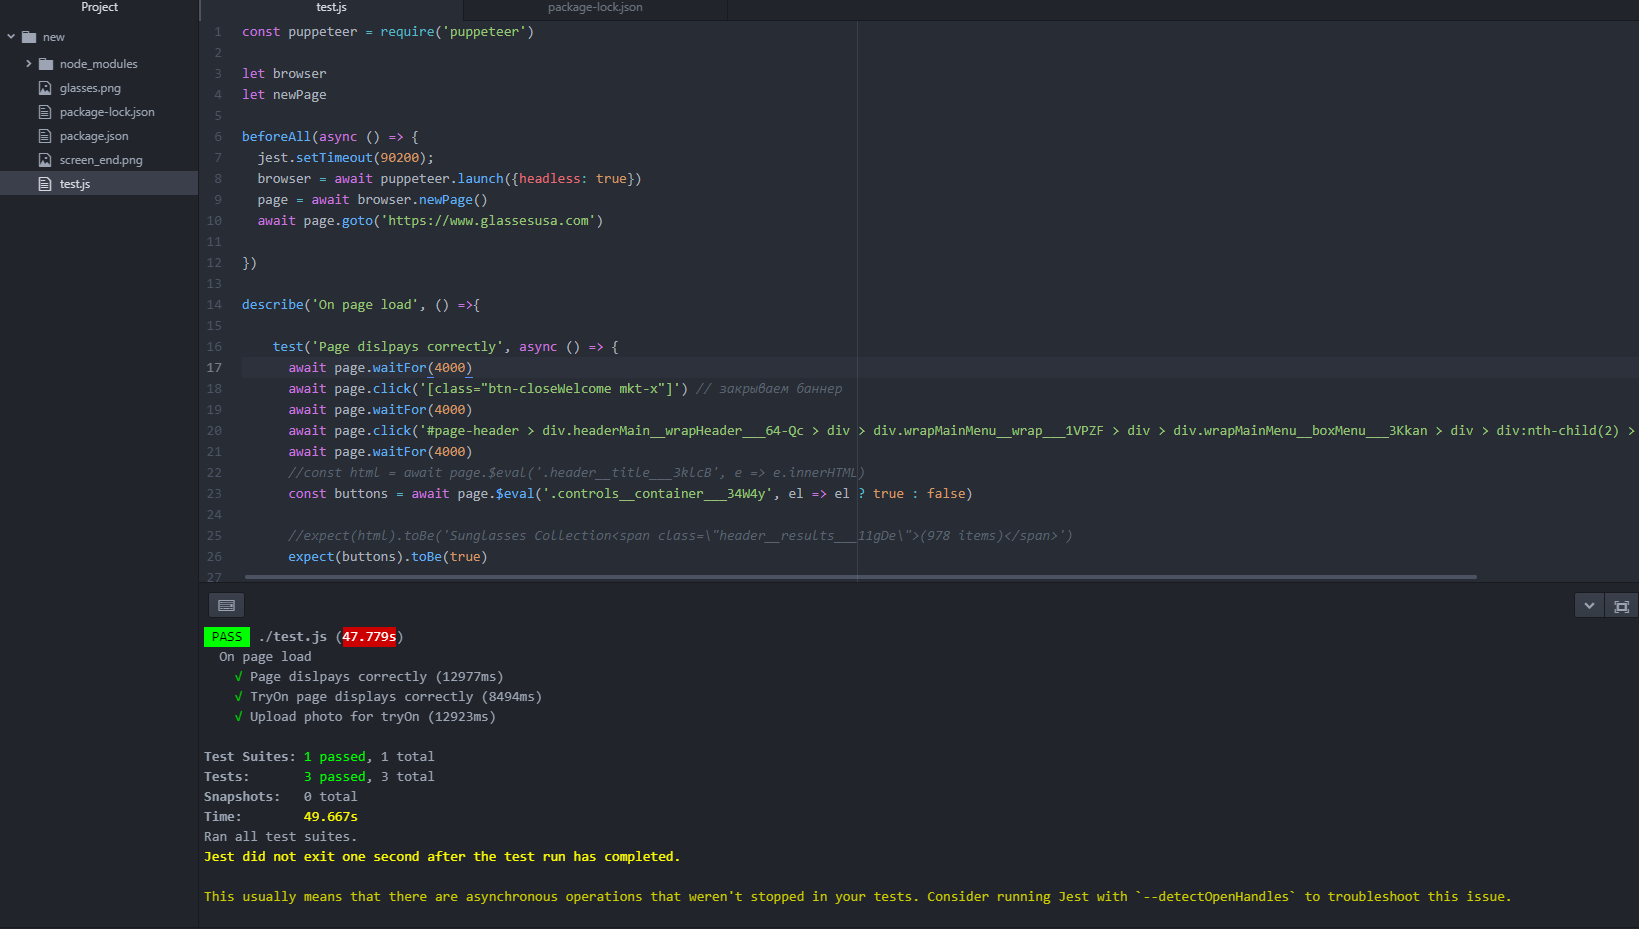 Project
new
node_modules
glasses.png
package-lock.json
package.json
screen_end.png
test.js
test.js package-lock.json
1 const puppeteer = require('puppeteer')
2
3 let browser
4 let newPage
5
6 beforeAll(async () => {
7 jest.setTimeout(90200);
8 browser = await puppeteer.launch({headless: true})
9 page = await browser.newPage()
10 await page.goto('https://www.glassesusa.com')
11
12 })
13
14 describe('On page load', () =>{
15
16 test('Page dislpays correctly', async () => {
17 await page.waitFor(4000)
18 await page.click('[class="btn-closeWelcome mkt-x"]') // закрываем баннер
19 await page.waitFor(4000)
20 await page.click('#page-header > div.headerMain__wrapHeader___64-Qc > div > div.wrapMainMenu__wrap___1VPZF > div > div.wrapMainMenu__boxMenu___3Kkan > div > div:nth-child(2) >
21 await page.waitFor(4000)
22 //const html = await page.$eval('.header__title___3klcB', e => e.innerHTML)
23 const buttons = await page.$eval('.controls__container___34W4y', el => el ? true : false)
24
25 //expect(html).toBe('Sunglasses Collection<span class=\"header__results___11gDe\">(978 items)</span>')
26 expect(buttons).toBe(true)
27
PASS ./test.js (47.779s)
On page load
√ Page dislpays correctly (12977ms)
√ TryOn page displays correctly (8494ms)
√ Upload photo for tryOn (12923ms)
Test Suites: 1 passed, 1 total
Tests: 3 passed, 3 total
Snapshots: 0 total
Time: 49.667s
Ran all test suites.
Jest did not exit one second after the test run has completed.
This usually means that there are asynchronous operations that weren't stopped in your tests. Consider running Jest with `--detectOpenHandles` to troubleshoot this issue.